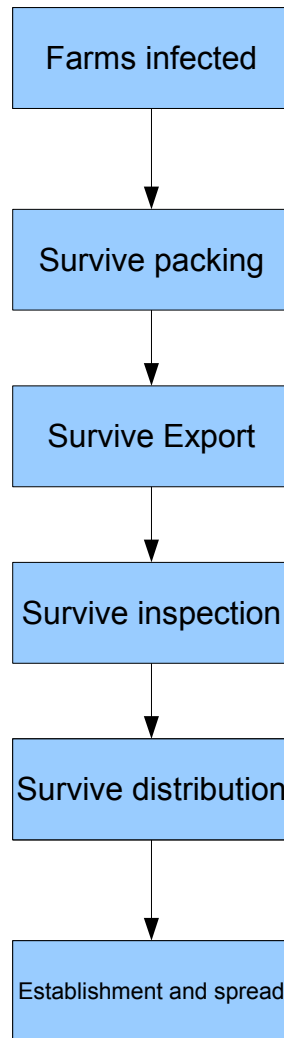 Farms infected
Survive packing
Survive Export
Survive inspection
Survive distribution
Establishment and spread